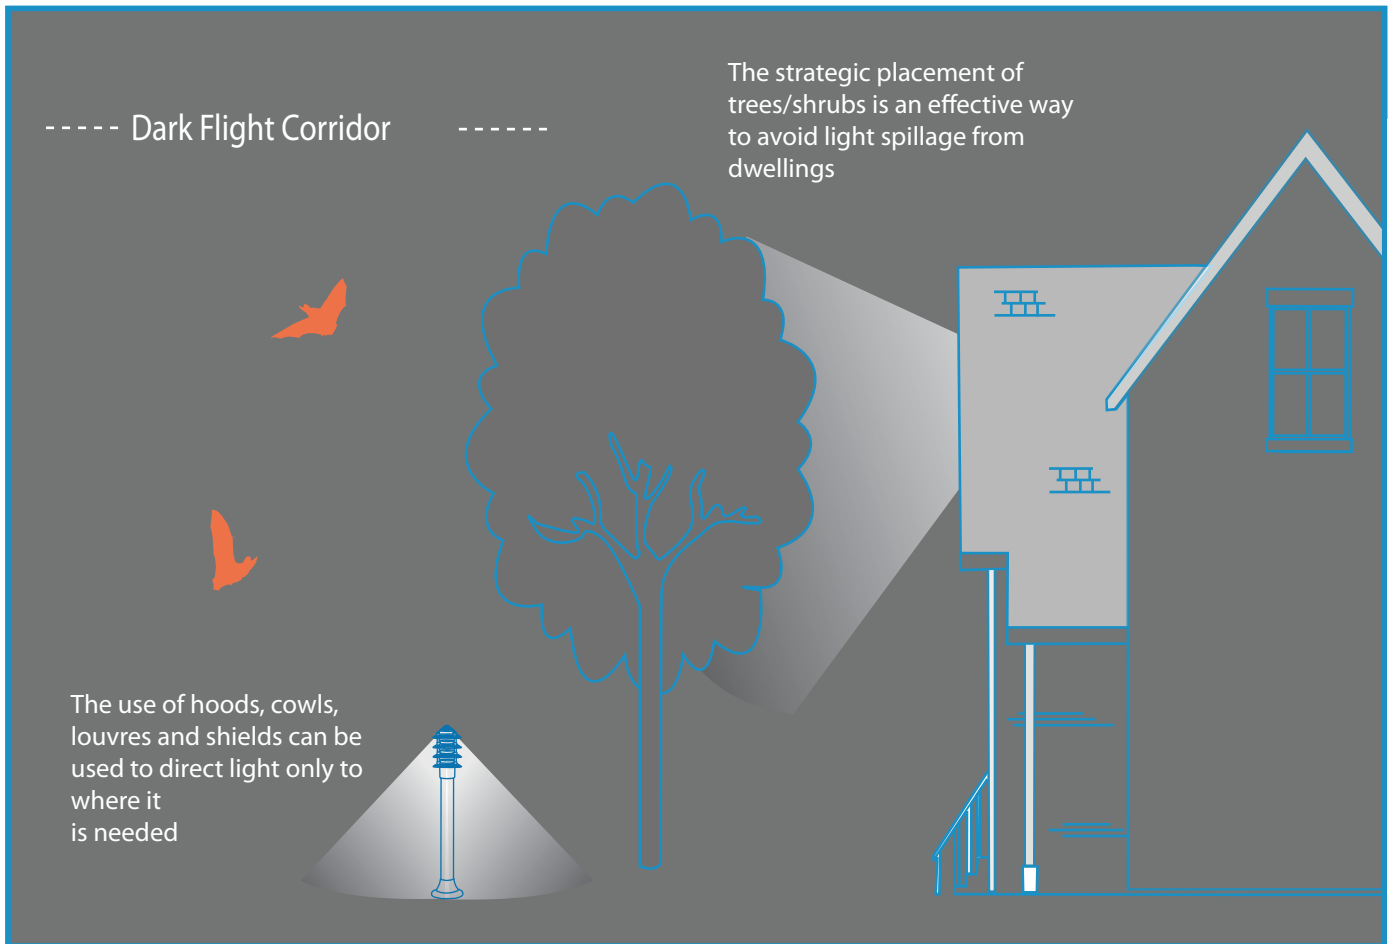 The strategic placement of
trees/shrubs is an effective way
to avoid light spillage from
dwellings
Dark Flight Corridor
The use of hoods, cowls,
louvres and shields can be
used to direct light only to
where it
is needed